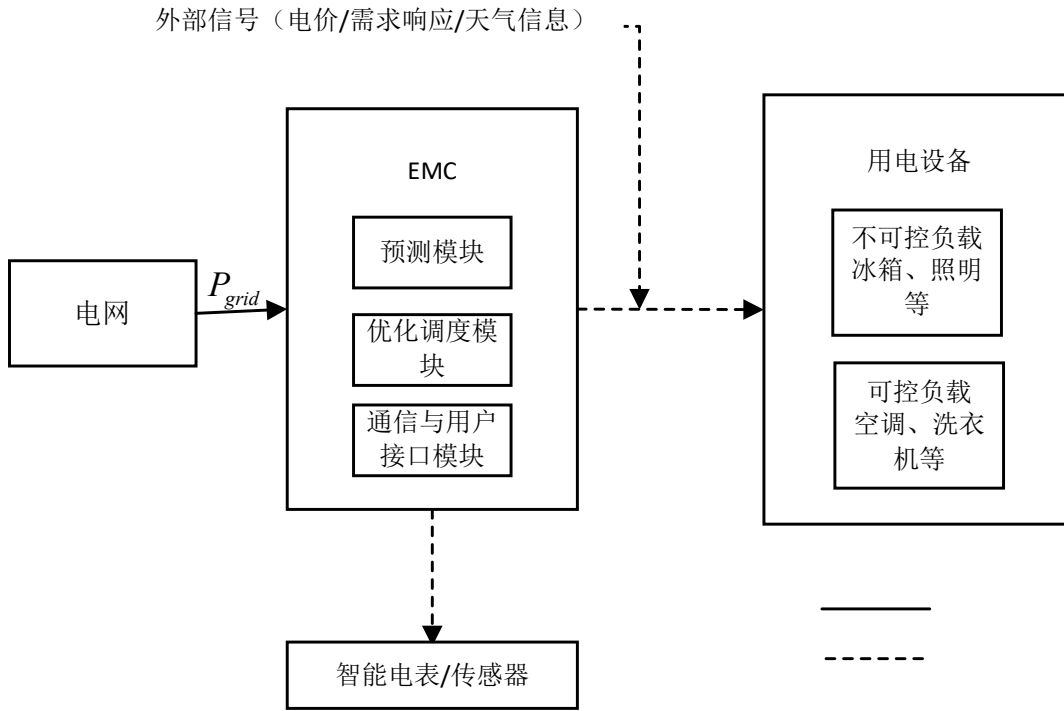 外部信号（电价/需求响应/天气信息）
EMC
预测模块
优化调度模
块
通信与用户
接口模块
电网
P_grid
用电设备
不可控负载
冰箱、照明
等
可控负载
空调、洗衣
机等
智能电表/传感器